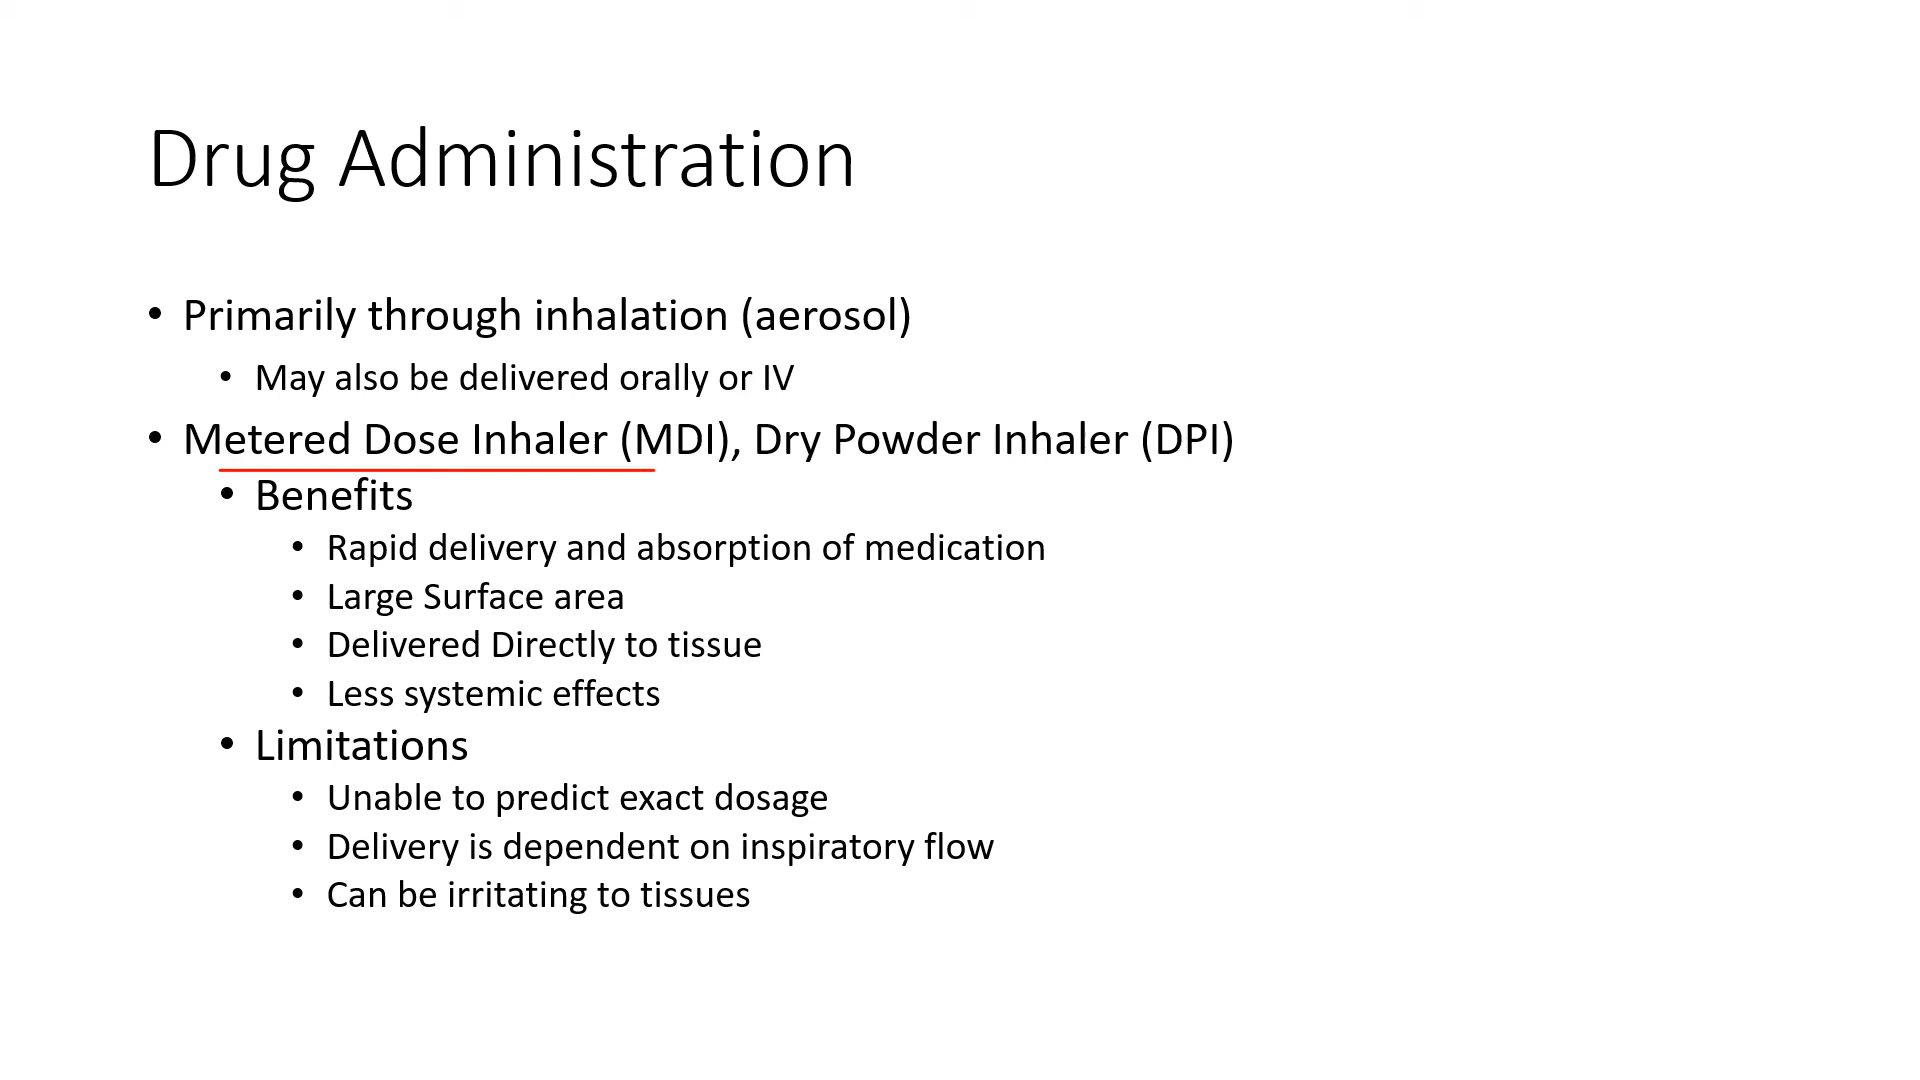 Drug Administration
• Primarily through inhalation (aerosol)
• May also be delivered orally or IV
• Metered Dose Inhaler (MDI), Dry Powder Inhaler (DPI)
• Benefits
• Rapid delivery and absorption of medication
• Large Surface area
• Delivered Directly to tissue
• Less systemic effects
• Limitations
• Unable to predict exact dosage
• Delivery is dependent on inspiratory flow
• Can be irritating to tissues